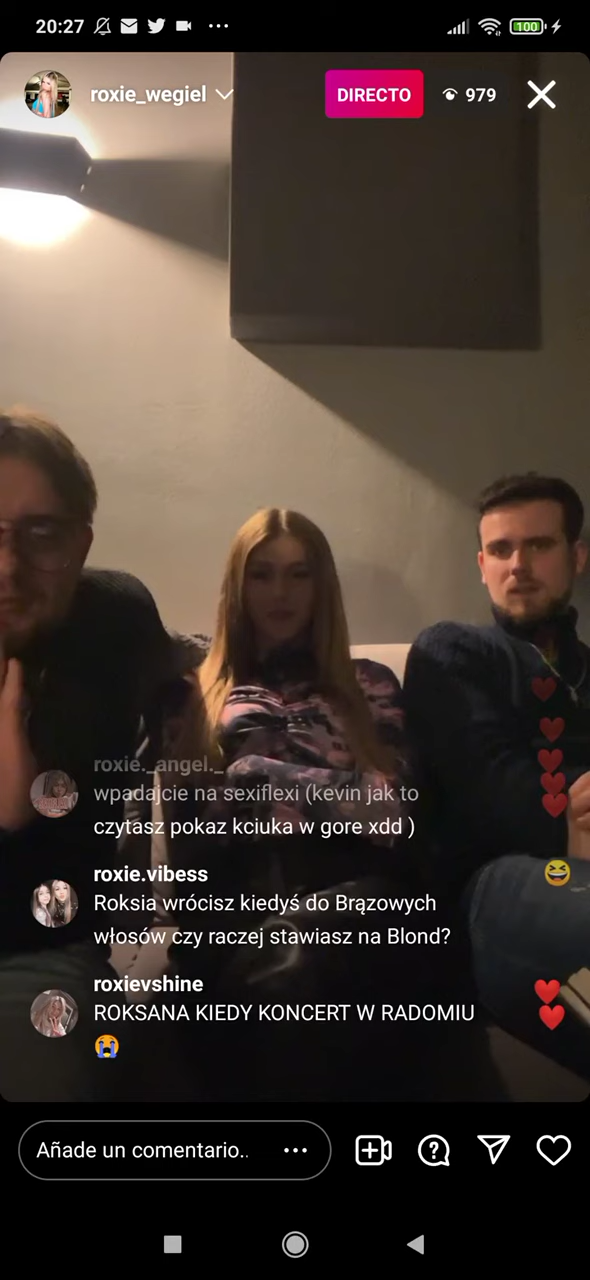 20:27
100
roxie_wegiel
DIRECTO
979
roxie._angel._
wpadajcie na sexiflexi (kevin jak to
czytasz pokaz kciuka w gore xdd )
roxie.vibess
Roksia wrócisz kiedyś do Brązowych
włosów czy raczej stawiasz na Blond?
roxievshine
ROKSANA KIEDY KONCERT W RADOMIU
😭
Añade un comentario..